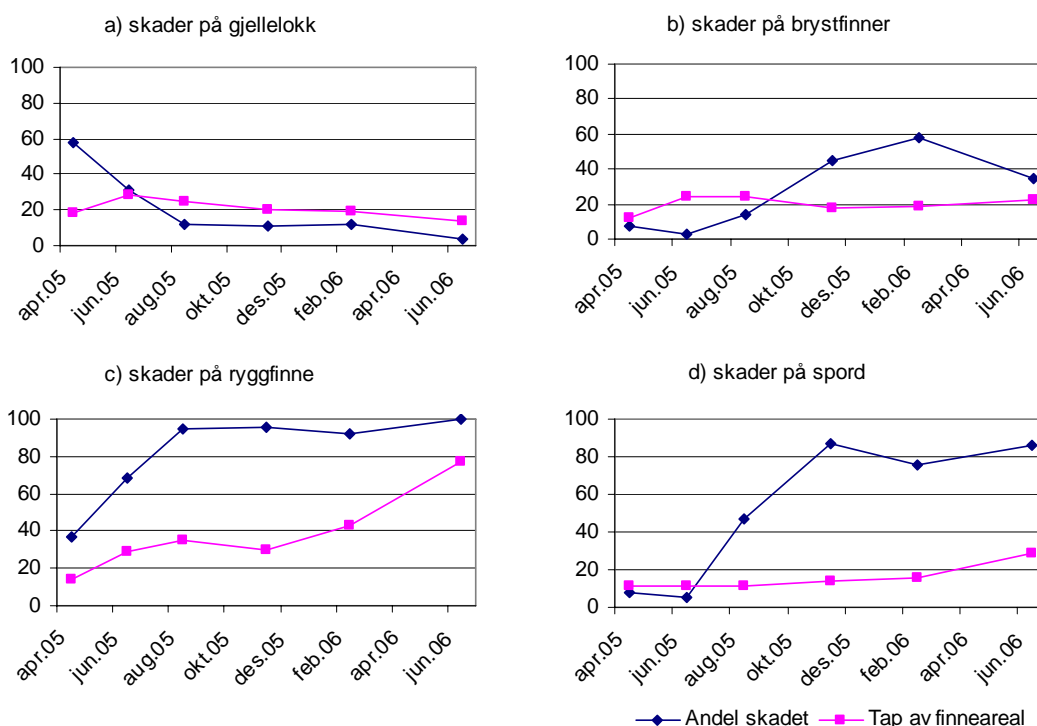 a) skader på gjellelokk
100
80
60
40
20
0
apr.05 jun.05 aug.05 okt.05 des.05 feb.06 apr.06 jun.06
b) skader på brystfinner
100
80
60
40
20
0
apr.05 jun.05 aug.05 okt.05 des.05 feb.06 apr.06 jun.06
c) skader på ryggfinne
100
80
60
40
20
0
apr.05 jun.05 aug.05 okt.05 des.05 feb.06 apr.06 jun.06
d) skader på spord
100
80
60
40
20
0
apr.05 jun.05 aug.05 okt.05 des.05 feb.06 apr.06 jun.06
Andel skadet Tap av finneareal